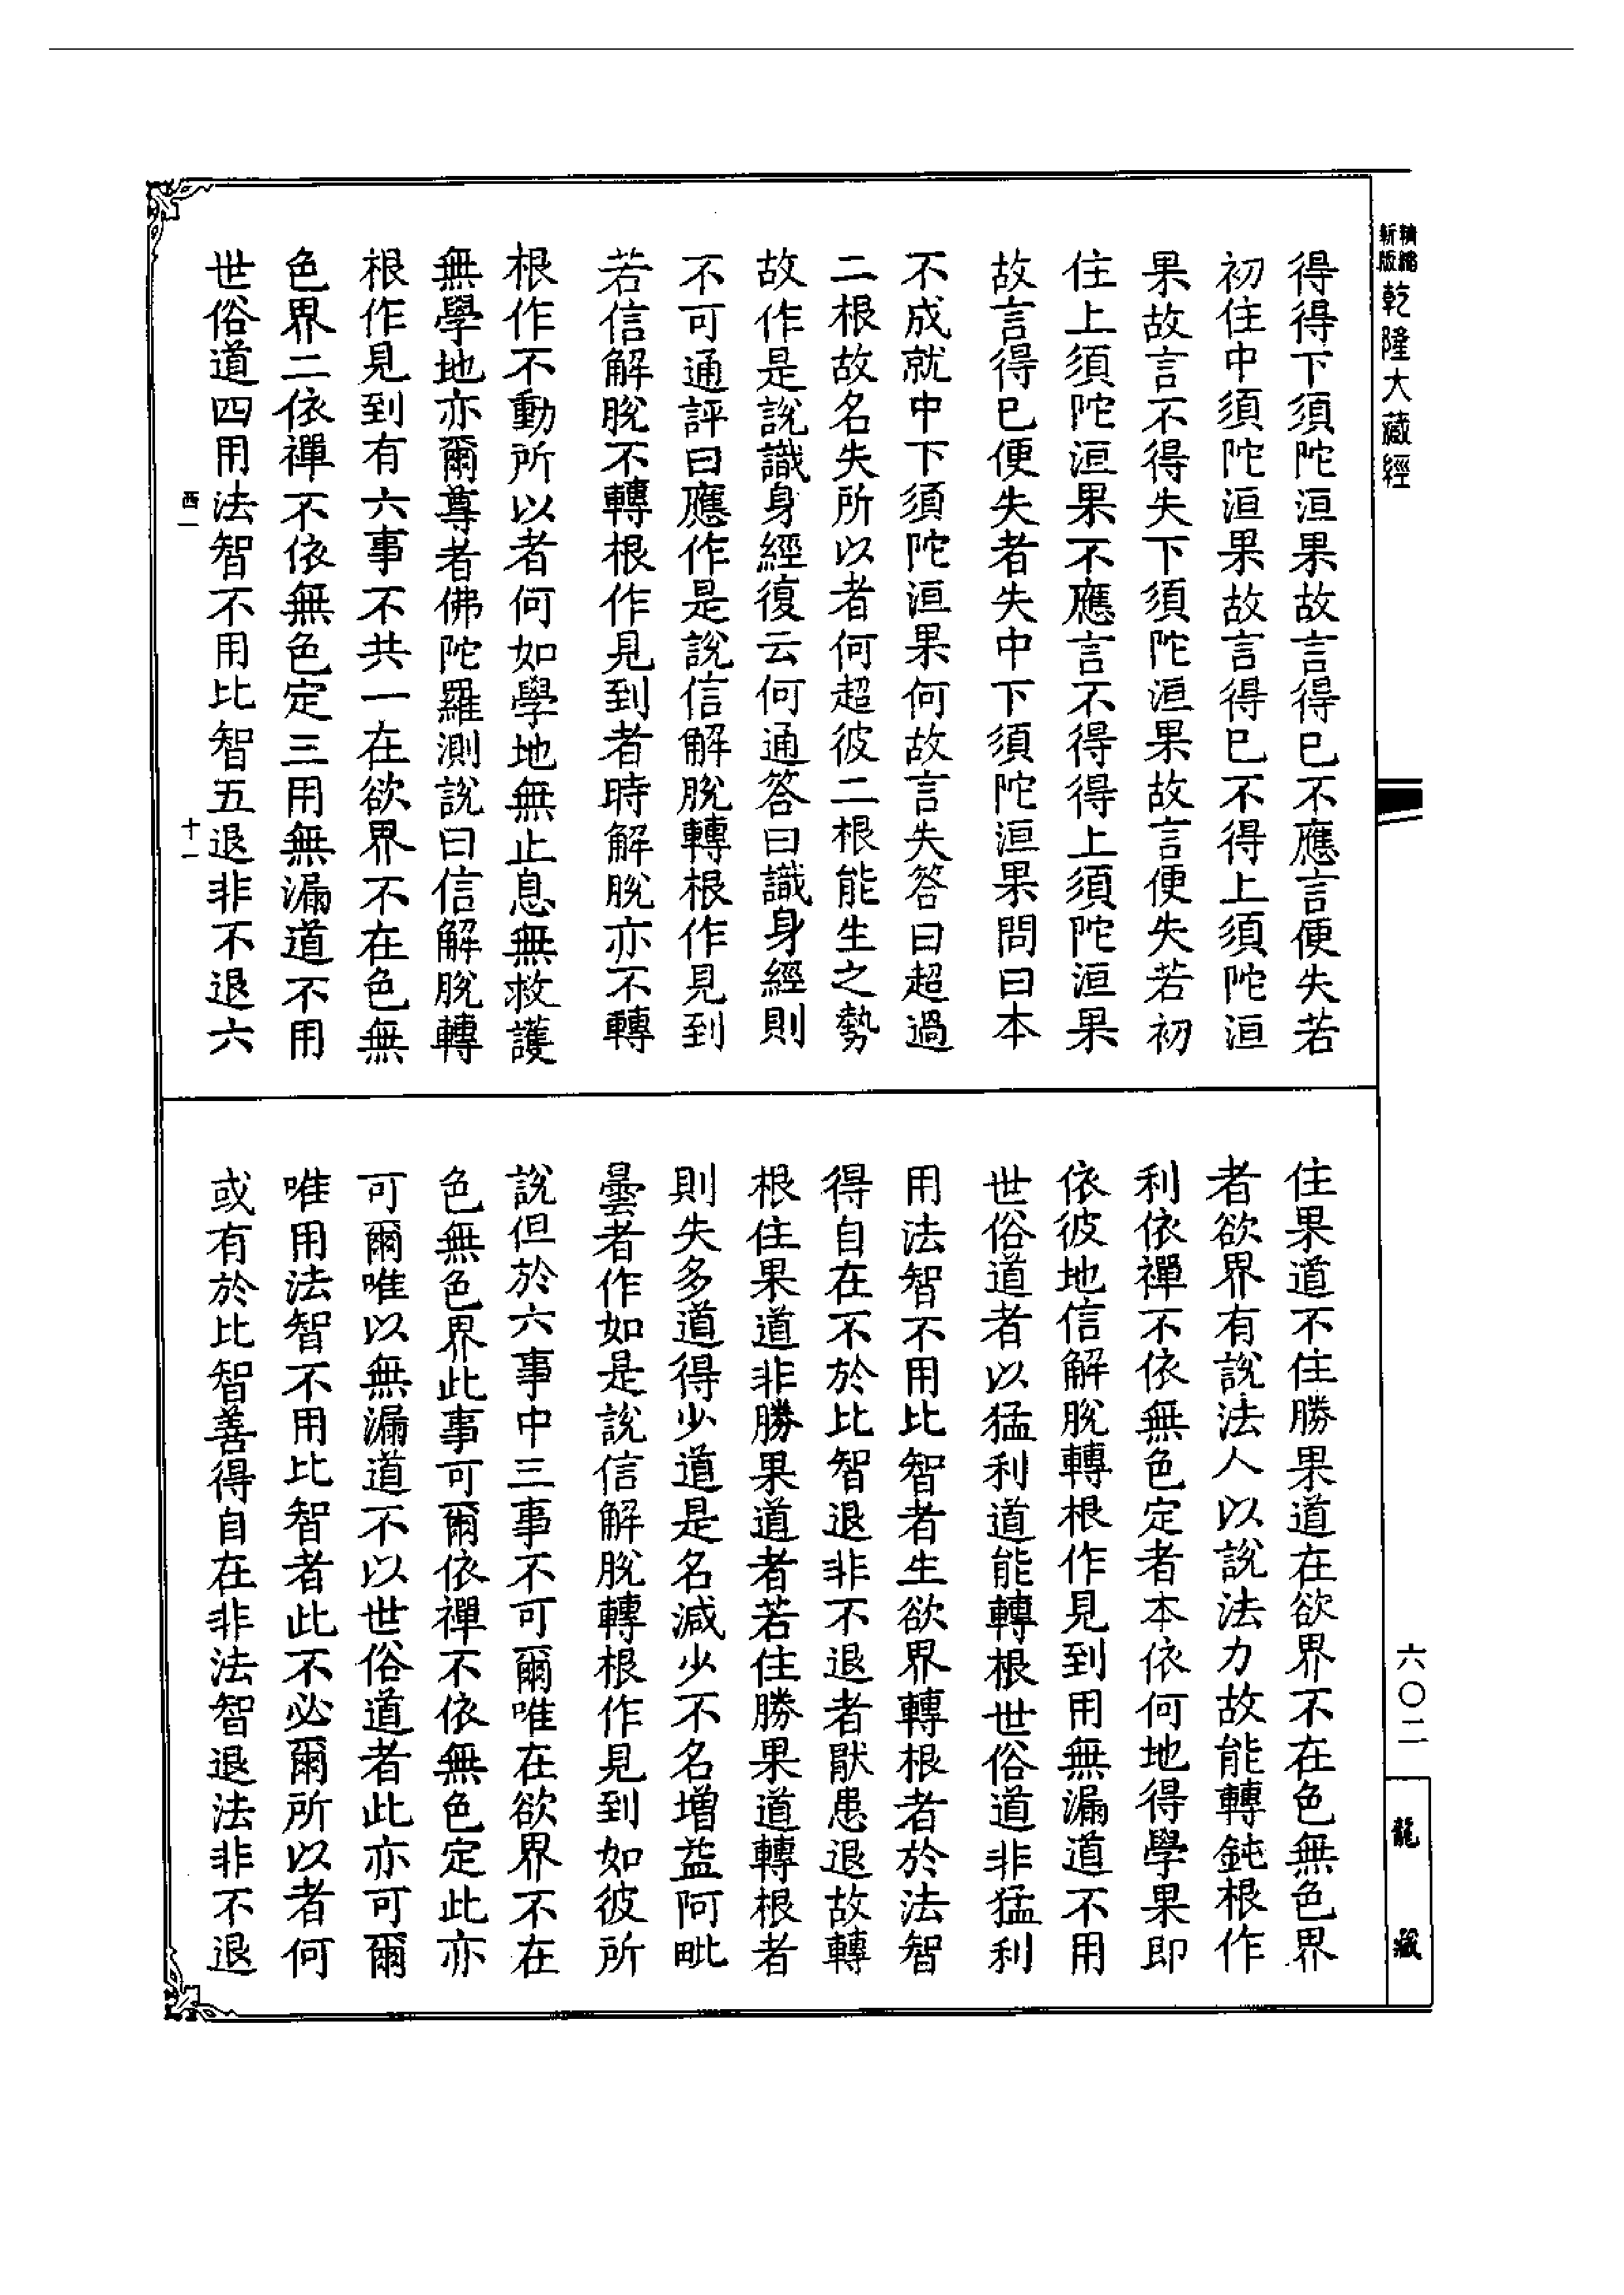 精縮新版乾隆大藏經
得得下須陀洹果故言得已不應言便失若
初住中須陀洹果故言得已不得上須陀洹
果故言不得失下須陀洹果故言便失若初
住上須陀洹果不應言不得得上須陀洹果
故言得已便失者失中下須陀洹果問曰本
不成就中下須陀洹果何故言失答曰超過
二根故名失所以者何超彼二根能生之勢
故作是說識身經復云何通答曰識身經則
不可通評曰應作是說信解脫轉根作見到
若信解脫不轉根作見到者時解脫亦不轉
根作不動所以者何如學地無止息無救護
無學地亦爾尊者佛陀羅測說曰信解脫轉
根作見到有六事不共一在欲界不在色無
色界二依禪不依無色定三用無漏道不用
世俗道四用法智不用比智五退非不退六
西一
十一
住果道不住勝果道在欲界不在色無色界
者欲界有說法人以說法力故能轉鈍根作
利依禪不依無色定者本依何地得學果即
依彼地信解脫轉根作見到用無漏道不用
世俗道者以猛利道能轉根世俗道非猛利
用法智不用比智者生欲界轉根者於法智
得自在不於比智退非不退者厭患退故轉
根住果道非勝果道者若住勝果道轉根者
則失多道得少道是名減少不名增益阿毗
曇者作如是說信解脫轉根作見到如彼所
說但於六事中三事不可爾唯在欲界不在
色無色界此事可爾依禪不依無色定此亦
可爾唯以無漏道不以世俗道者此亦可爾
唯用法智不用比智者此不必爾所以者何
或有於比智善得自在非法智退法非不退
六〇二
龍藏